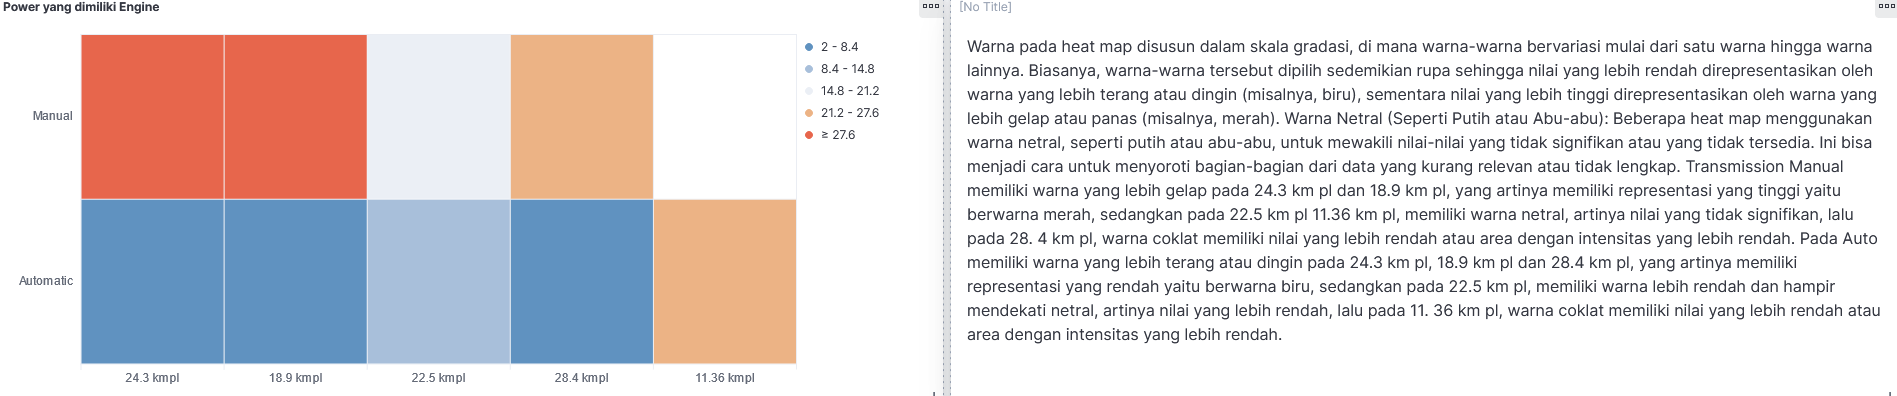 Power yang dimiliki Engine
Manual
Automatic
24.3 kmpl
18.9 kmpl
22.5 kmpl
28.4 kmpl
11.36 kmpl
2 - 8.4
8.4 - 14.8
14.8 - 21.2
21.2 - 27.6
≥ 27.6
[No Title]
Warna pada heat map disusun dalam skala gradasi, di mana warna-warna bervariasi mulai dari satu warna hingga warna
lainnya. Biasanya, warna-warna tersebut dipilih sedemikian rupa sehingga nilai yang lebih rendah direpresentasikan oleh
warna yang lebih terang atau dingin (misalnya, biru), sementara nilai yang lebih tinggi direpresentasikan oleh warna yang
lebih gelap atau panas (misalnya, merah). Warna Netral (Seperti Putih atau Abu-abu): Beberapa heat map menggunakan
warna netral, seperti putih atau abu-abu, untuk mewakili nilai-nilai yang tidak signifikan atau yang tidak tersedia. Ini bisa
menjadi cara untuk menyoroti bagian-bagian dari data yang kurang relevan atau tidak lengkap. Transmission Manual
memiliki warna yang lebih gelap pada 24.3 km pl dan 18.9 km pl, yang artinya memiliki representasi yang tinggi yaitu
berwarna merah, sedangkan pada 22.5 km pl 11.36 km pl, memiliki warna netral, artinya nilai yang tidak signifikan, lalu
pada 28. 4 km pl, warna coklat memiliki nilai yang lebih rendah atau area dengan intensitas yang lebih rendah. Pada Auto
memiliki warna yang lebih terang atau dingin pada 24.3 km pl, 18.9 km pl dan 28.4 km pl, yang artinya memiliki
representasi yang rendah yaitu berwarna biru, sedangkan pada 22.5 km pl, memiliki warna lebih rendah dan hampir
mendekati netral, artinya nilai yang lebih rendah, lalu pada 11. 36 km pl, warna coklat memiliki nilai yang lebih rendah atau
area dengan intensitas yang lebih rendah.